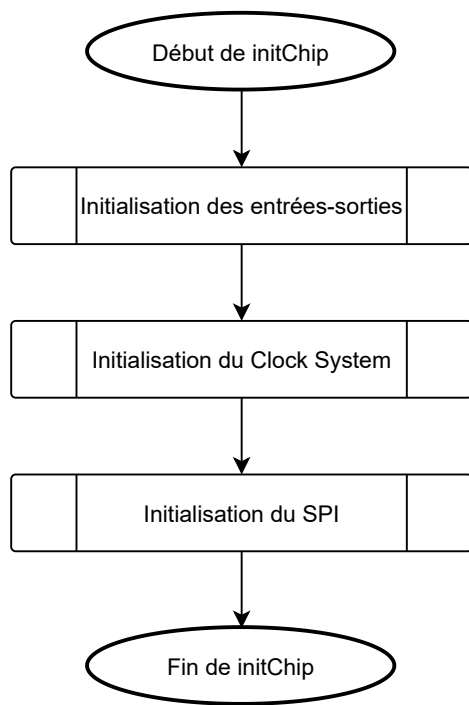 Début de initChip
Initialisation des entrées-sorties
Initialisation du Clock System
Initialisation du SPI
Fin de initChip